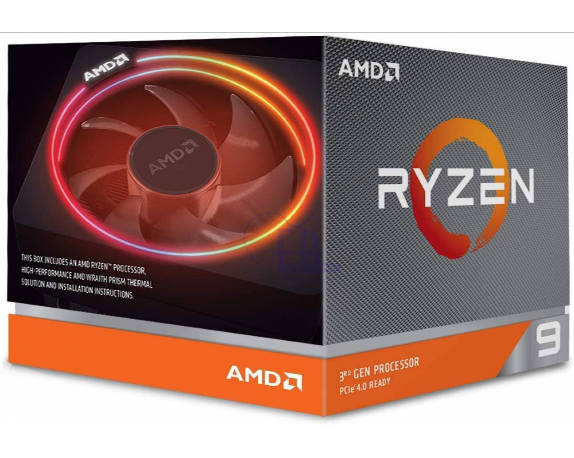 AMD
AMD
THIS BOX INCLUDES AN AMD RYZEN™ PROCESSOR,
HIGH-PERFORMANCE AMD WRAITH PRISM THERMAL
SOLUTION AND INSTALLATION INSTRUCTIONS.
AMD
AMD
RYZEN
3RD GEN PROCESSOR
PCIe® 4.0 READY
9